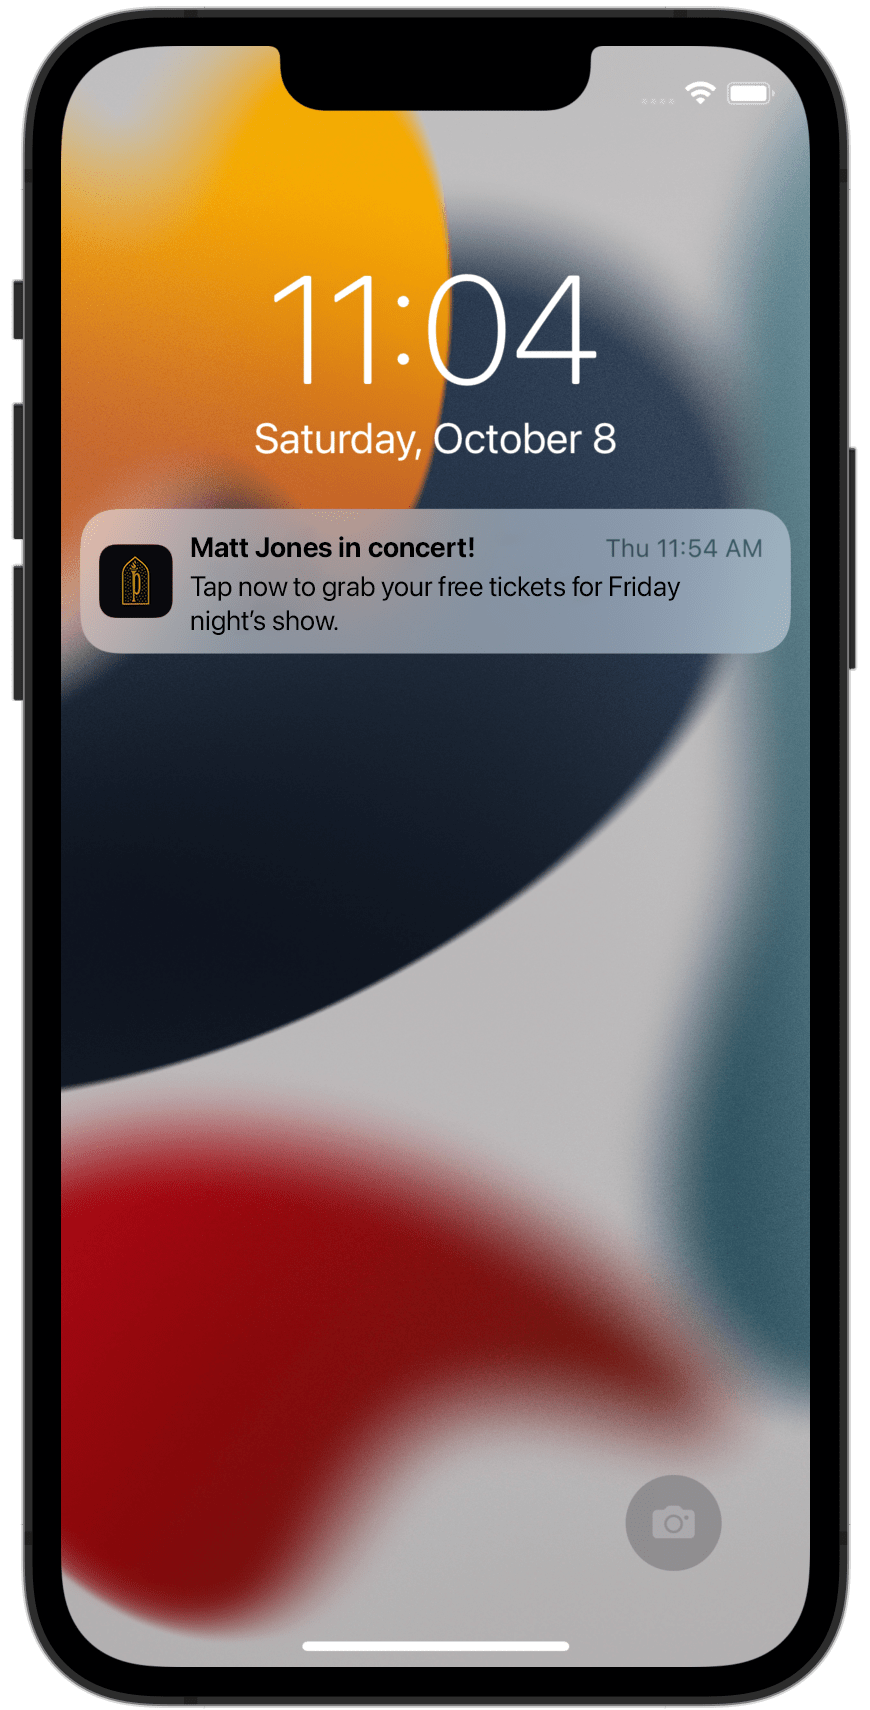 11:04
Saturday, October 8
Matt Jones in concert! Thu 11:54 AM
Tap now to grab your free tickets for Friday
night's show.
p